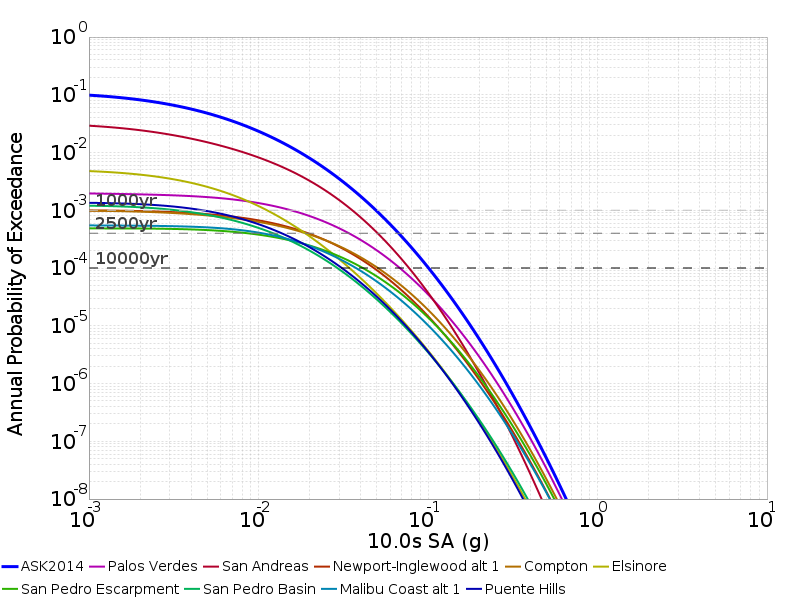 10^0
10^-1
10^-2
10^-3
10^-4
10^-5
10^-6
10^-7
10^-8
Annual Probability of Exceedance
1000yr
2500yr
10000yr
10^-3 10^-2 10^-1 10^0 10^1
10.0s SA (g)
ASK2014 Palos Verdes San Andreas Newport-Inglewood alt 1 Compton Elsinore
San Pedro Escarpment San Pedro Basin Malibu Coast alt 1 Puente Hills